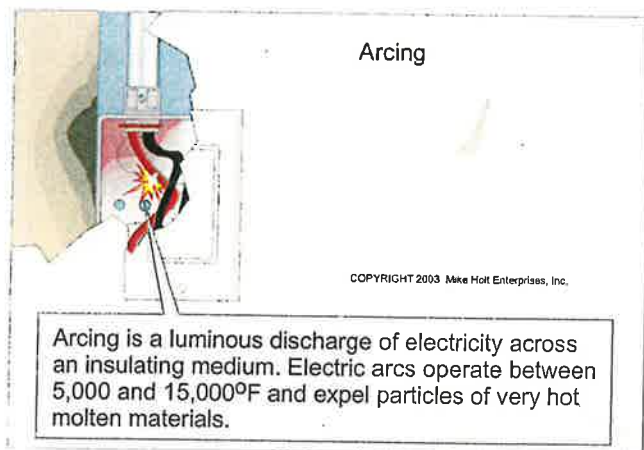 Arcing
COPYRIGHT 2003 Mike Holt Enterprises, Inc.
Arcing is a luminous discharge of electricity across
an insulating medium. Electric arcs operate between
5,000 and 15,000ºF and expel particles of very hot
molten materials.